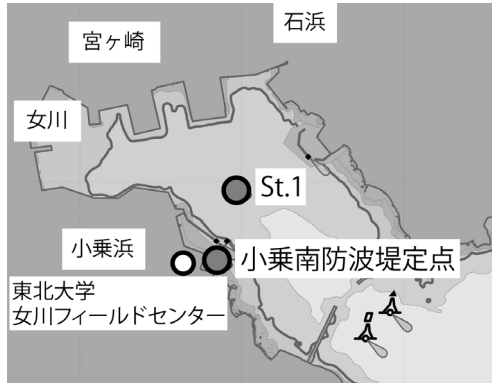 石浜
宮ヶ崎
女川
St.1
小乗浜
小乗南防波堤定点
東北大学
女川フィールドセンター